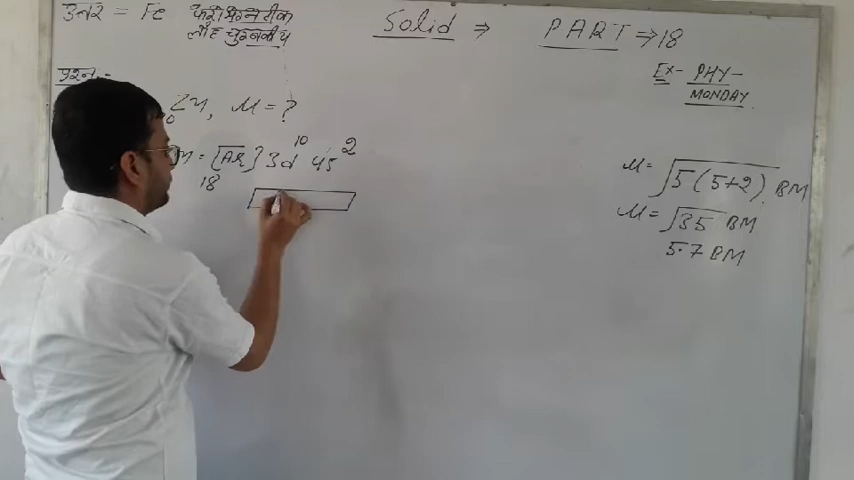 उत्तर = Fe फेरोमैग्नेटीक
लौह चुम्बकीय
Solid ⇒ PART ⇒ 18
Ex- PHY-
MONDAY
प्रश्न:-
Zn, μ = ?
= [Ar] 3d¹⁰ 4s²
18
μ = √5(5+2) BM
μ = √35 BM
5.7 BM